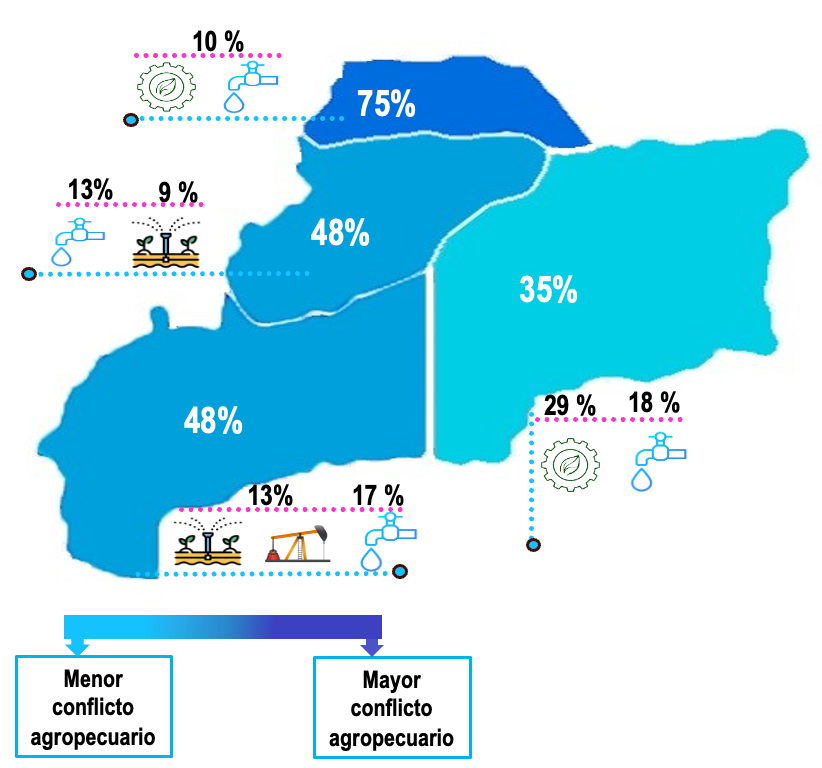 10 %
75%
13%
9 %
48%
35%
48%
29 %
18 %
13%
17 %
Menor
conflicto
agropecuario
Mayor
conflicto
agropecuario